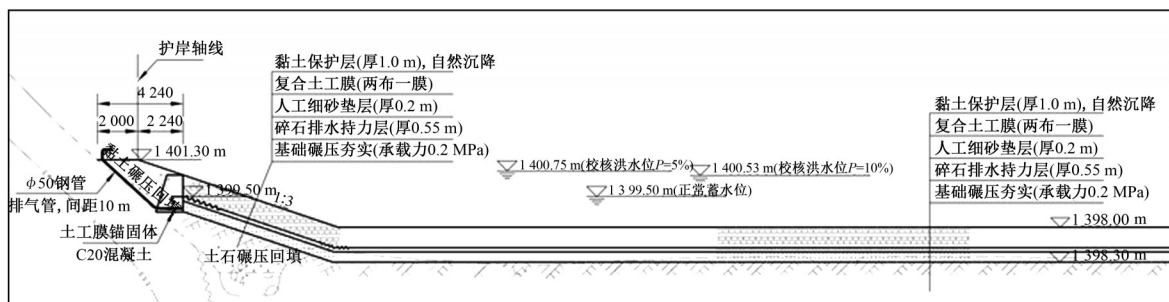 护岸轴线
4 240
2 000
2 240
1 401.30 m
黏土碾压回填
φ50钢管
排气管,间距10 m
1 399.50 m
1:3
土工膜锚固体
C20混凝土
土石碾压回填
黏土保护层(厚1.0 m),自然沉降
复合土工膜(两布一膜)
人工细砂垫层(厚0.2 m)
碎石排水持力层(厚0.55 m)
基础碾压夯实(承载力0.2 MPa)
1 400.75 m(校核洪水位P=5%)
1 400.53 m(校核洪水位P=10%)
1 3 99.50 m(正常蓄水位)
黏土保护层(厚1.0 m),自然沉降
复合土工膜(两布一膜)
人工细砂垫层(厚0.2 m)
碎石排水持力层(厚0.55 m)
基础碾压夯实(承载力0.2 MPa)
1 398.00 m
1 398.30 m